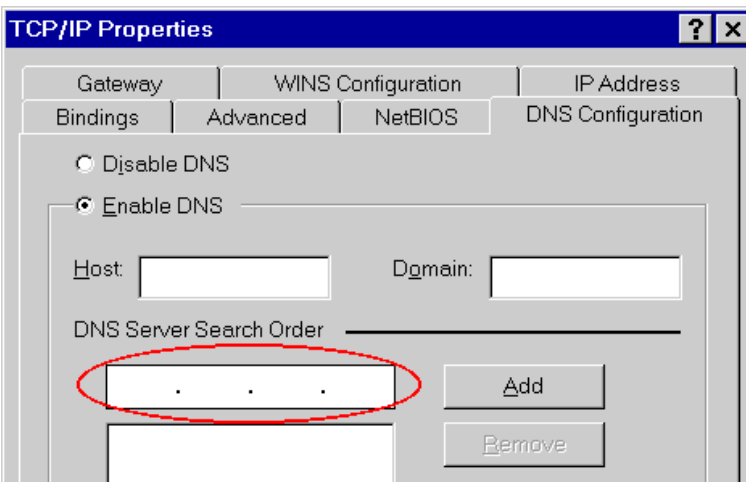 TCP/IP Properties
Gateway WINS Configuration IP Address
Bindings Advanced NetBIOS DNS Configuration
Disable DNS
Enable DNS
Host: Domain:
DNS Server Search Order
. . . Add
Remove